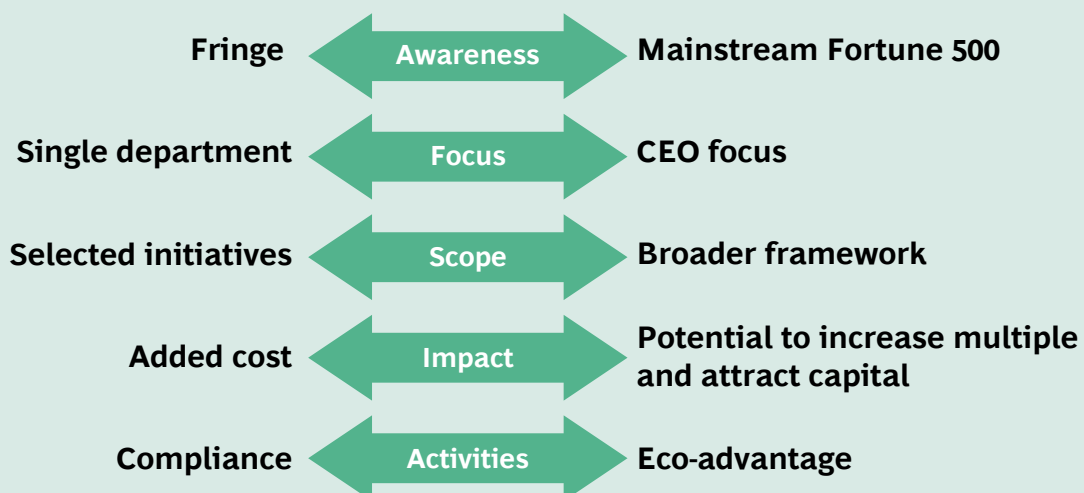 Fringe Awareness Mainstream Fortune 500
Single department Focus CEO focus
Selected initiatives Scope Broader framework
Added cost Impact Potential to increase multiple
and attract capital
Compliance Activities Eco-advantage